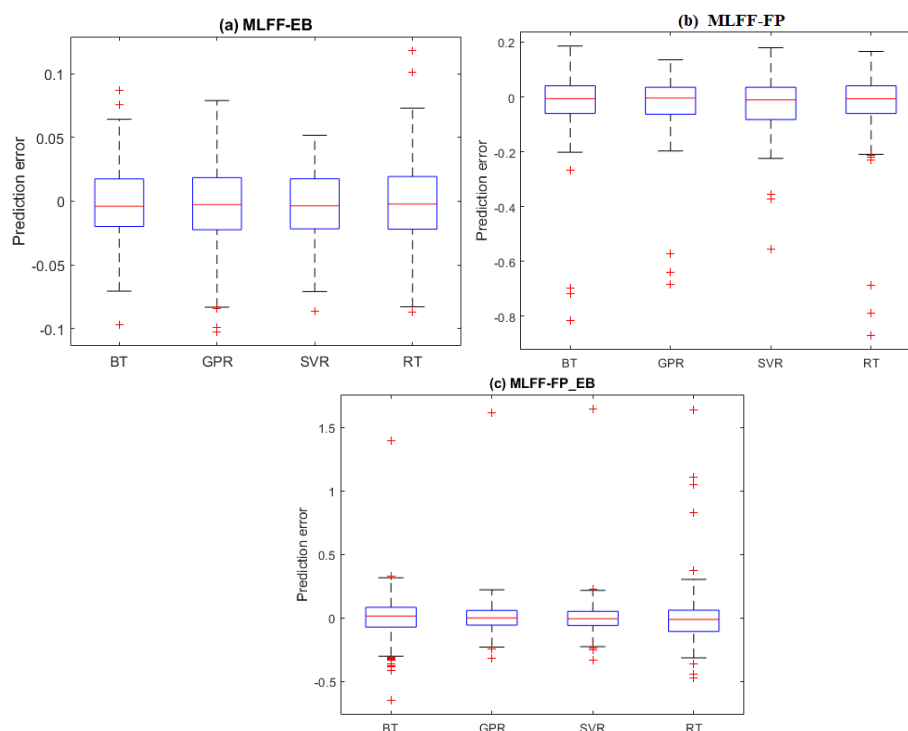 (a) MLFF-EB
Prediction error
0.1
0.05
0
-0.05
-0.1
BT GPR SVR RT
(b) MLFF-FP
Prediction error
0.2
0
-0.2
-0.4
-0.6
-0.8
BT GPR SVR RT
(c) MLFF-FP_EB
Prediction error
1.5
1
0.5
0
-0.5
BT GPR SVR RT